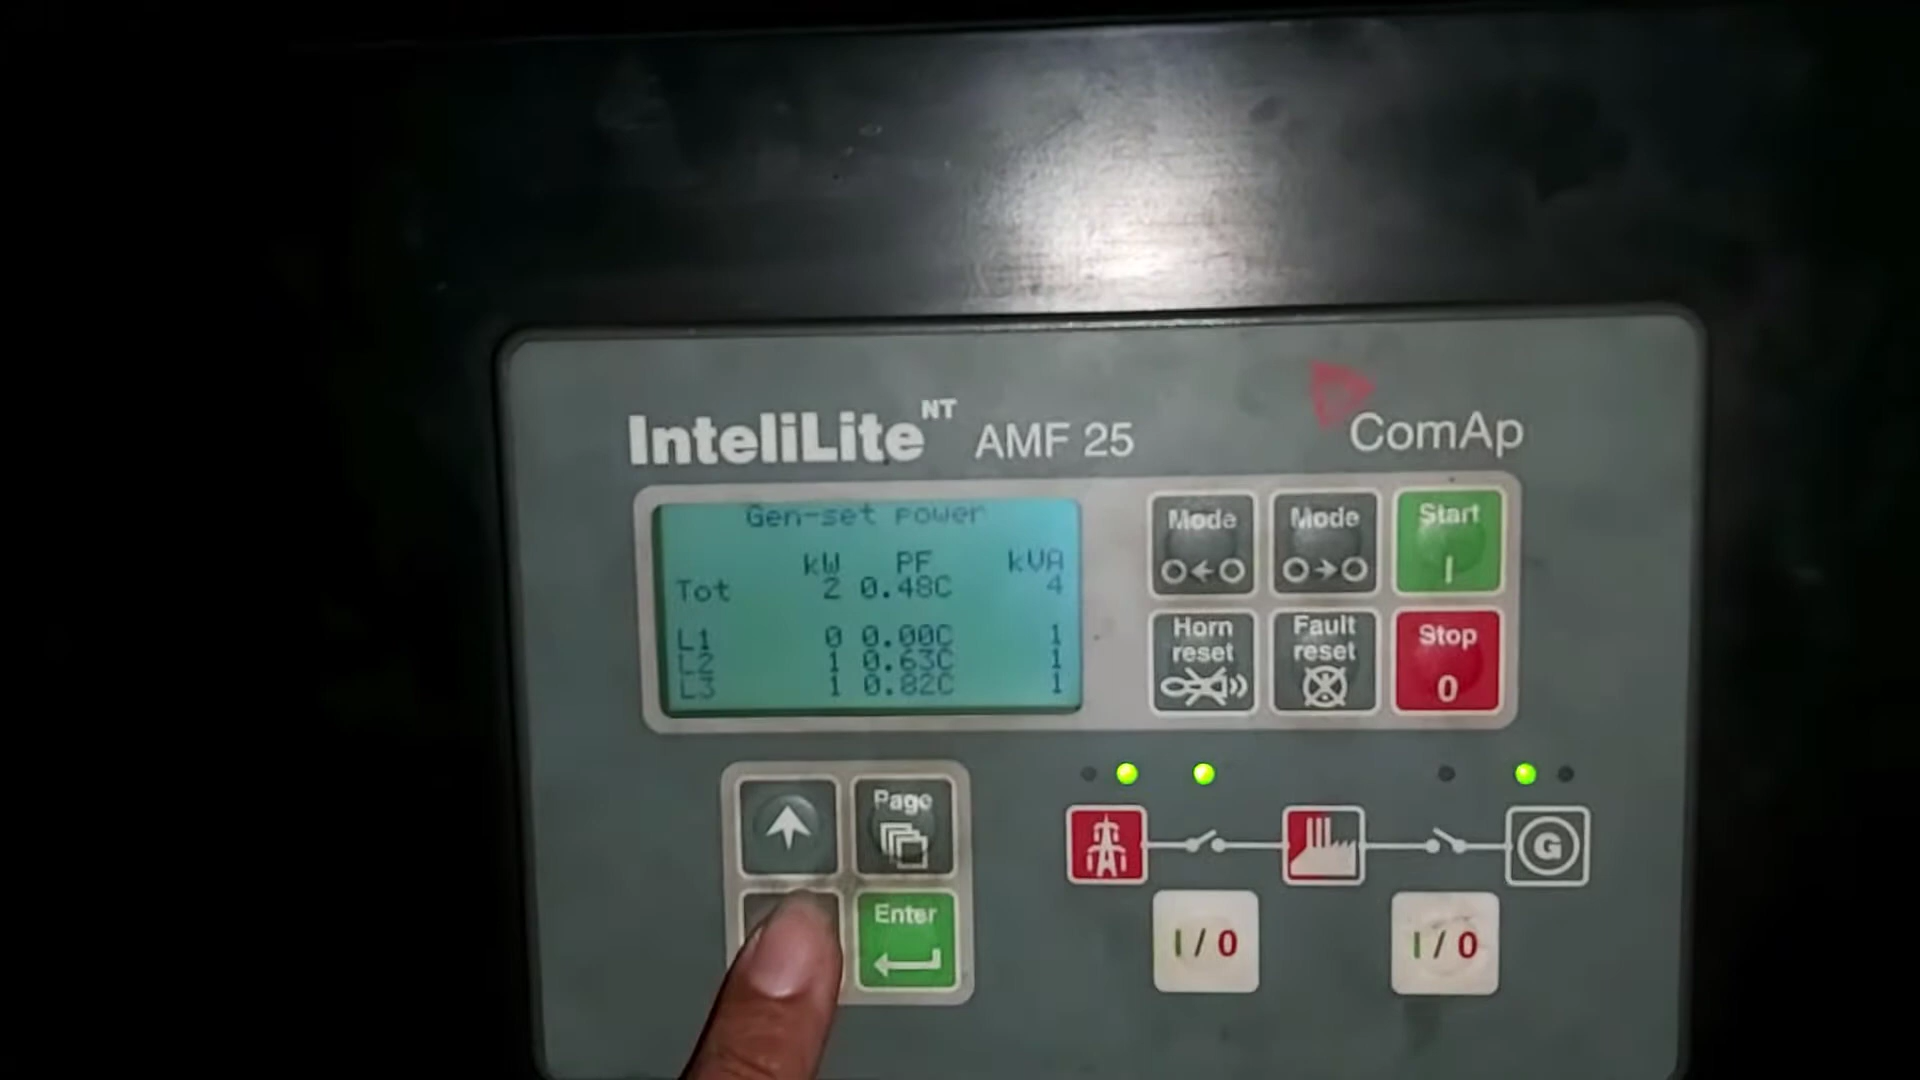 InteliLite NT AMF 25
ComAp
Gen-set power
kW PF kVA
Tot 2 0.48C 4
L1 0 0.00C 1
L2 1 0.63C 1
L3 1 0.82C 1
Mode
Mode
Start
I
Horn reset
Fault reset
Stop
0
Page
Enter
G
I / 0
I / 0